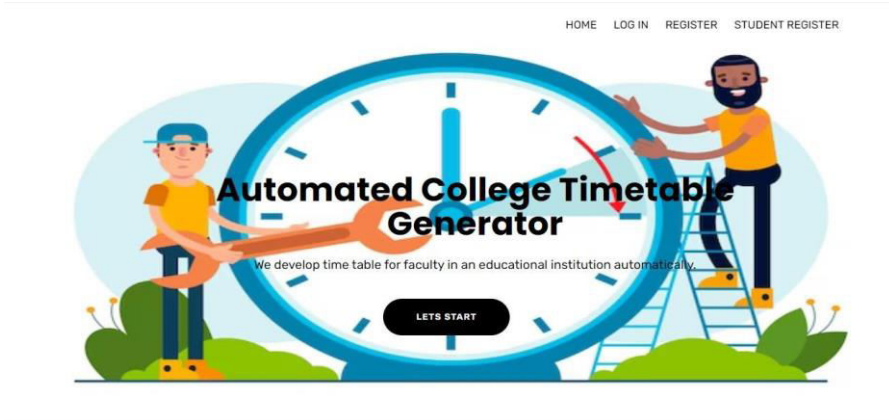 HOME LOG IN REGISTER STUDENT REGISTER
Automated College Timetable
Generator
We develop time table for faculty in an educational institution automatically.
LETS START